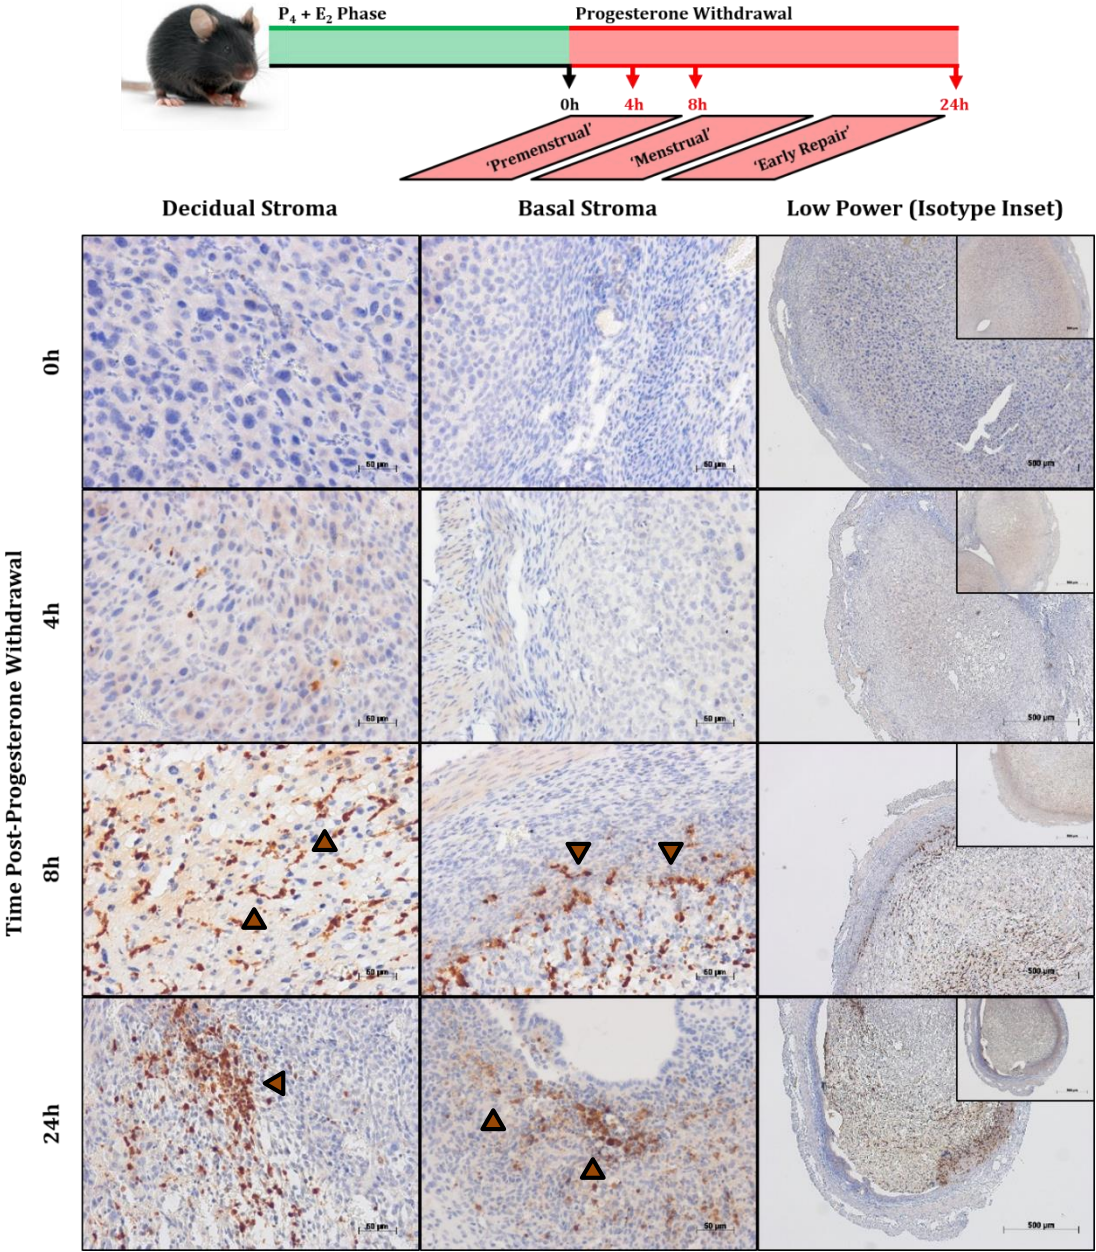 P₄ + E₂ Phase
Progesterone Withdrawal
0h
4h
8h
24h
‘Premenstrual’
‘Menstrual’
‘Early Repair’
Decidual Stroma
Basal Stroma
Low Power (Isotype Inset)
Time Post-Progesterone Withdrawal
0h
50 µm
50 µm
500 µm
4h
50 µm
50 µm
500 µm
8h
50 µm
50 µm
500 µm
24h
50 µm
50 µm
500 µm